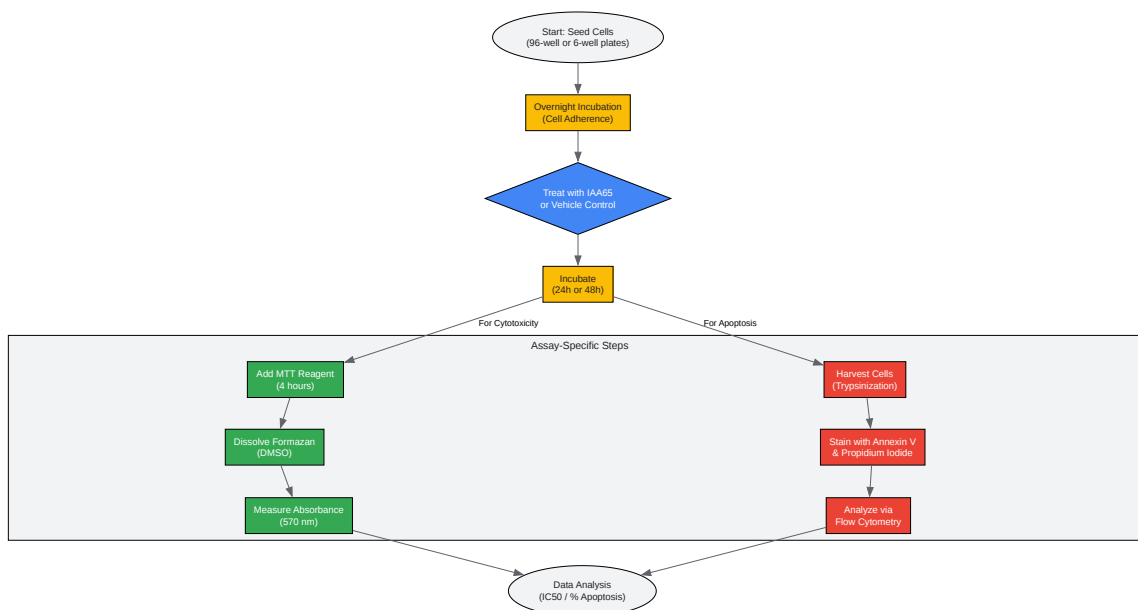 Start: Seed Cells
(96-well or 6-well plates)
Overnight Incubation
(Cell Adherence)
Treat with IAA65
or Vehicle Control
Incubate
(24h or 48h)
For Cytotoxicity
For Apoptosis
Assay-Specific Steps
Add MTT Reagent
(4 hours)
Harvest Cells
(Trypsinization)
Dissolve Formazan
(DMSO)
Stain with Annexin V
& Propidium Iodide
Measure Absorbance
(570 nm)
Analyze via
Flow Cytometry
Data Analysis
(IC50 / % Apoptosis)